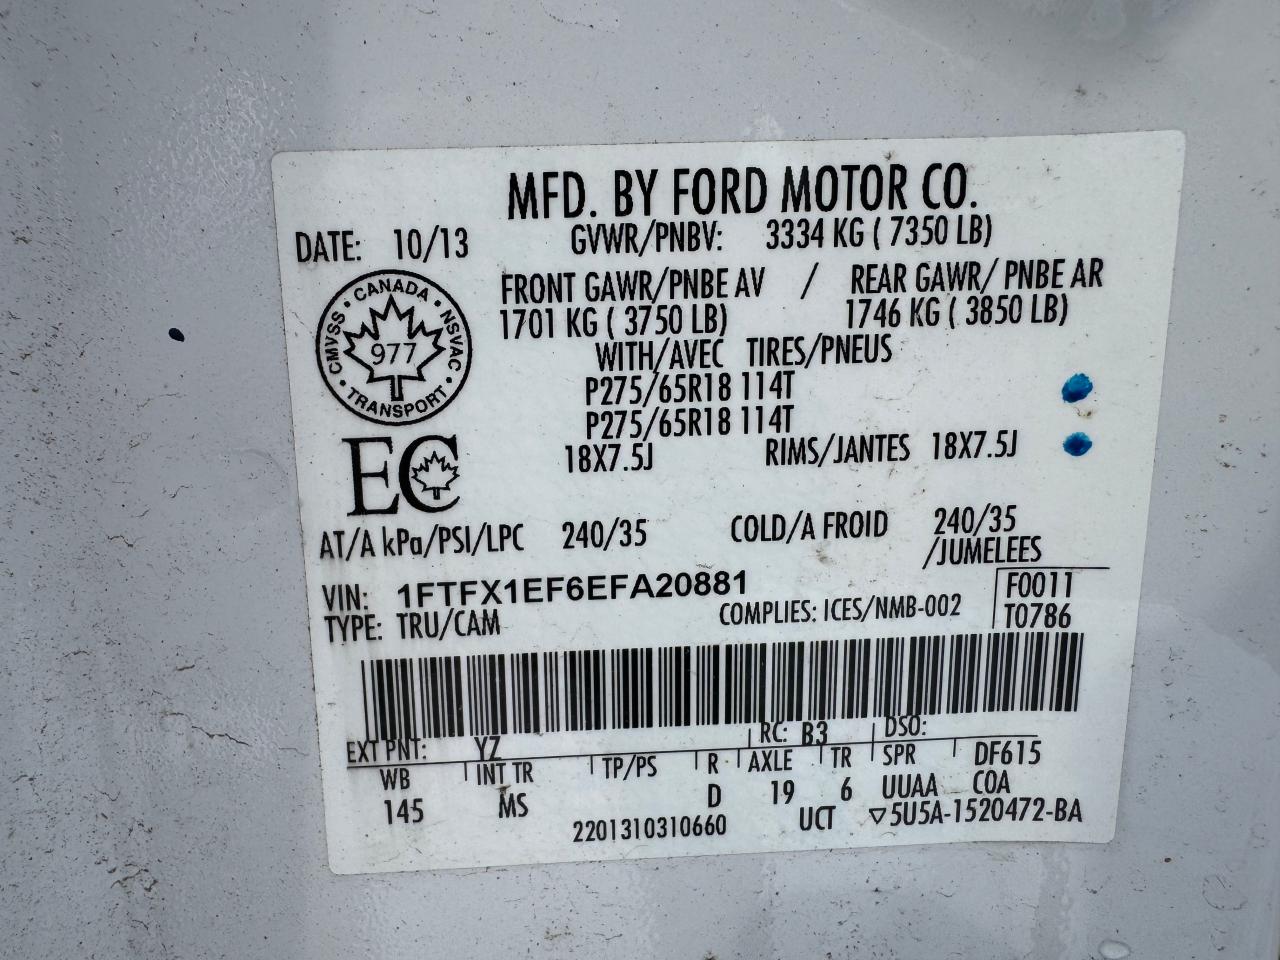 MFD. BY FORD MOTOR CO.
DATE: 10/13 GVWR/PNBV: 3334 KG ( 7350 LB)
FRONT GAWR/PNBE AV / REAR GAWR/ PNBE AR
1701 KG ( 3750 LB) 1746 KG ( 3850 LB)
WITH/AVEC TIRES/PNEUS
P275/65R18 114T
P275/65R18 114T
18X7.5J RIMS/JANTES 18X7.5J
CANADA • NSVAC • TRANSPORT • CMVSS •
977
EC
AT/A kPa/PSI/LPC 240/35 COLD/A FROID 240/35
/JUMELEES
VIN: 1FTFX1EF6EFA20881 F0011
TYPE: TRU/CAM COMPLIES: ICES/NMB-002 T0786
EXT PNT: YZ RC: B3 DSO:
WB INT TR TP/PS R AXLE TR SPR DF615
145 MS D 19 6 UUAA COA
2201310310660 UCT ▽5U5A-1520472-BA